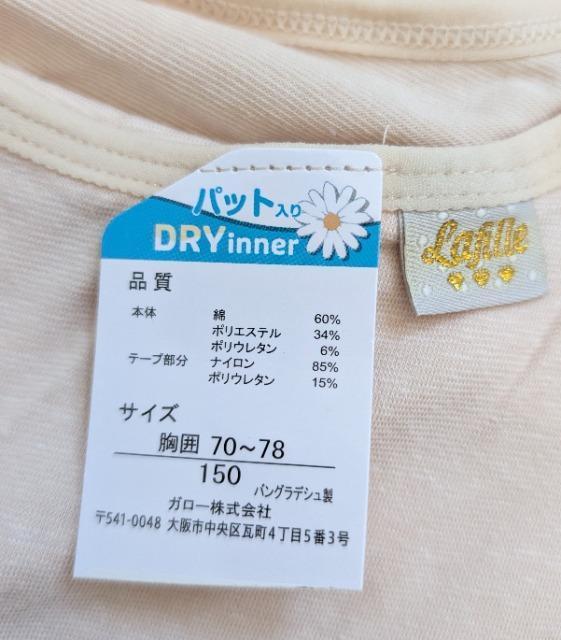 パット入り
DRYinner
Lafille
品質
本体 綿 60%
ポリエステル 34%
ポリウレタン 6%
テープ部分 ナイロン 85%
ポリウレタン 15%
サイズ
胸囲 70～78
150
バングラデシュ製
ガロー株式会社
〒541-0048 大阪市中央区瓦町4丁目5番3号